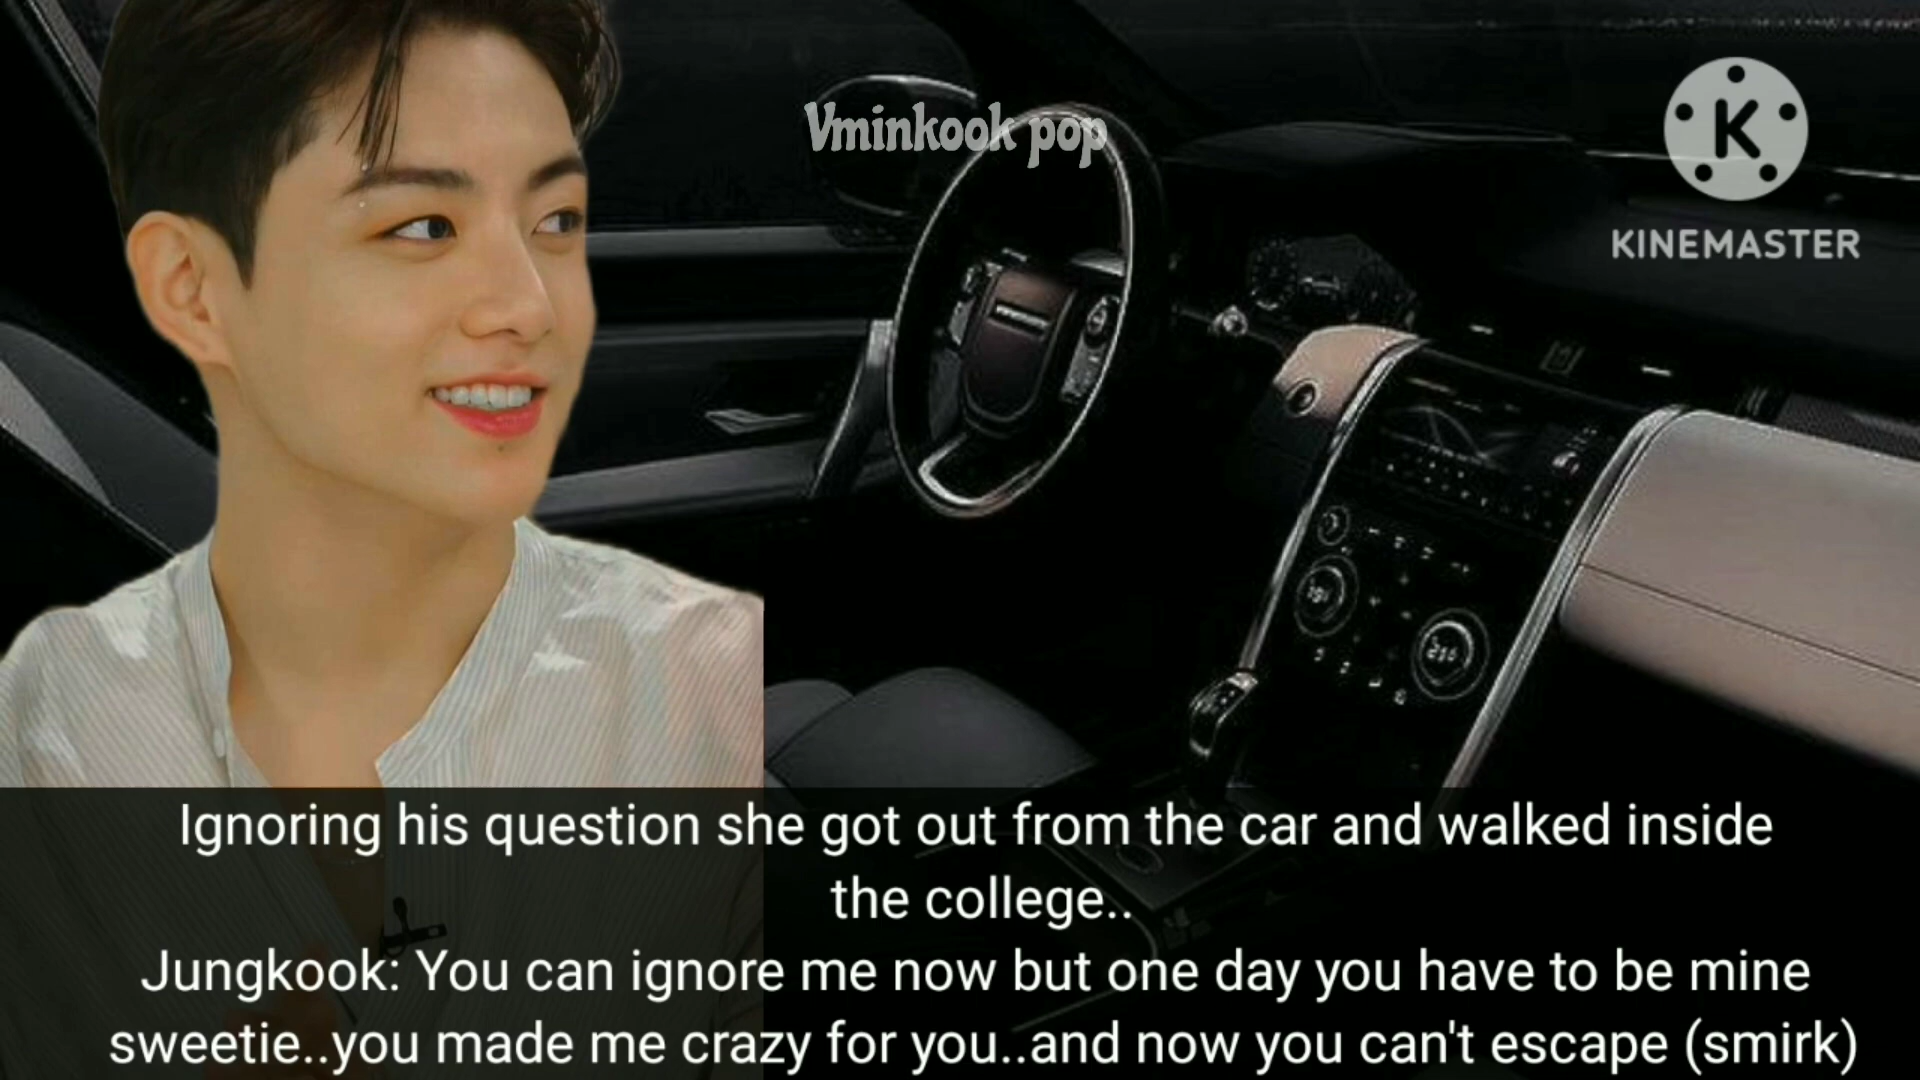 Vminkook pop
K
KINEMASTER
Ignoring his question she got out from the car and walked inside
the college..
Jungkook: You can ignore me now but one day you have to be mine
sweetie..you made me crazy for you..and now you can't escape (smirk)